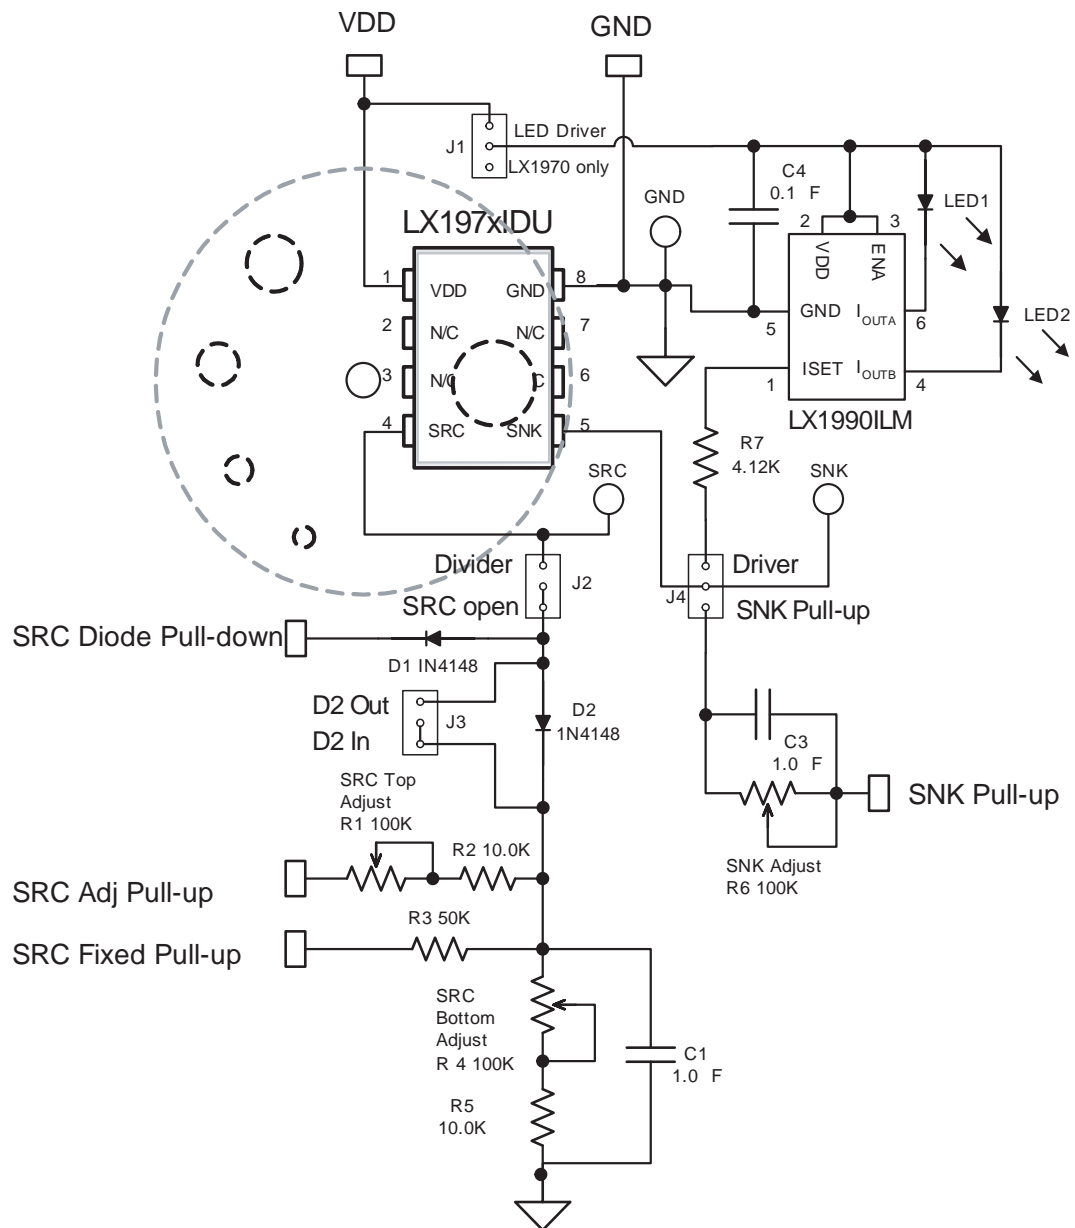 VDD
GND
LED Driver
J1
LX1970 only
C4
0.1 F
GND
LED1
LX197xIDU
2
3
VDD
ENA
1
VDD
GND
8
GND
I_OUTA
5
6
LED2
2
N/C
N/C
7
3
N/C
C
6
ISET
I_OUTB
1
4
4
SRC
SNK
5
LX1990ILM
R7
4.12K
SRC
SNK
Divider
J2
SRC open
Driver
J4
SNK Pull-up
SRC Diode Pull-down
D1 IN4148
D2 Out
J3
D2 In
D2
1N4148
C3
1.0 F
SNK Pull-up
SRC Top
Adjust
R1 100K
R2 10.0K
SNK Adjust
R6 100K
SRC Adj Pull-up
R3 50K
SRC Fixed Pull-up
SRC
Bottom
Adjust
R 4 100K
C1
1.0 F
R5
10.0K